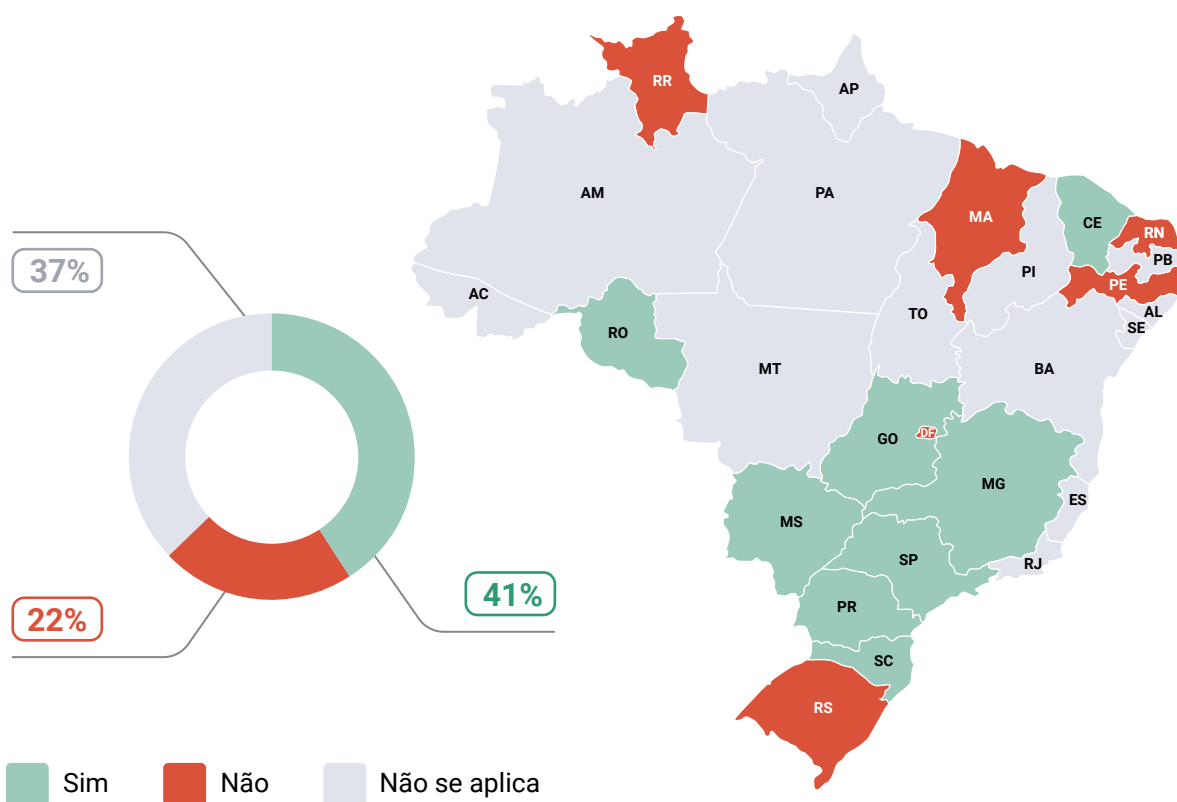 RR
AP
AM
PA
MA
CE
RN
PB
PI
PE
AC
TO
AL
SE
RO
MT
BA
GO
DF
MG
ES
MS
SP
RJ
PR
SC
RS
37%
22%
41%
Sim
Não
Não se aplica